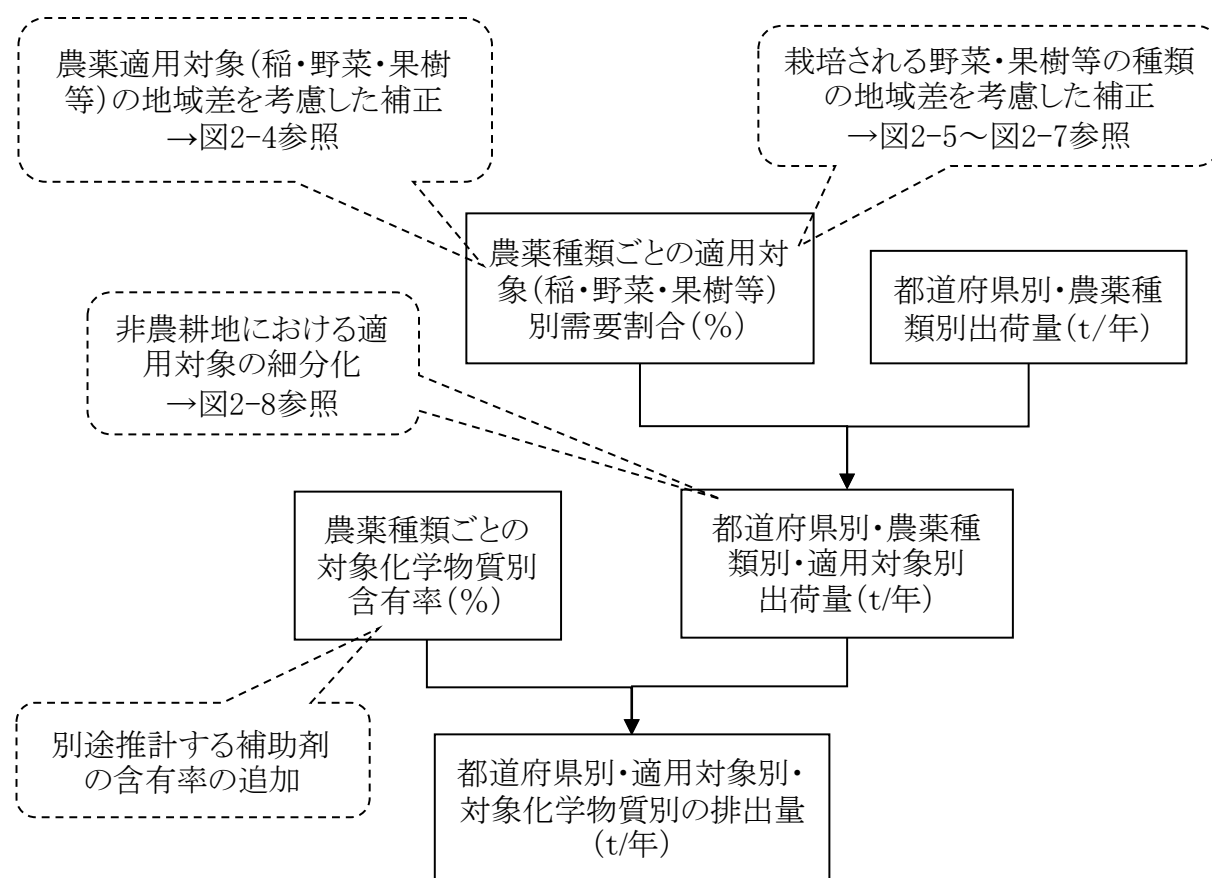 農薬適用対象(稲・野菜・果樹
等)の地域差を考慮した補正
→図2-4参照
栽培される野菜・果樹等の種類
の地域差を考慮した補正
→図2-5～図2-7参照
農薬種類ごとの適用対
象(稲・野菜・果樹等)
別需要割合(%)
都道府県別・農薬種
類別出荷量(t/年)
非農耕地における適
用対象の細分化
→図2-8参照
農薬種類ごとの
対象化学物質別
含有率(%)
都道府県別・農薬種
類別・適用対象別
出荷量(t/年)
別途推計する補助剤
の含有率の追加
都道府県別・適用対象別・
対象化学物質別の排出量
(t/年)